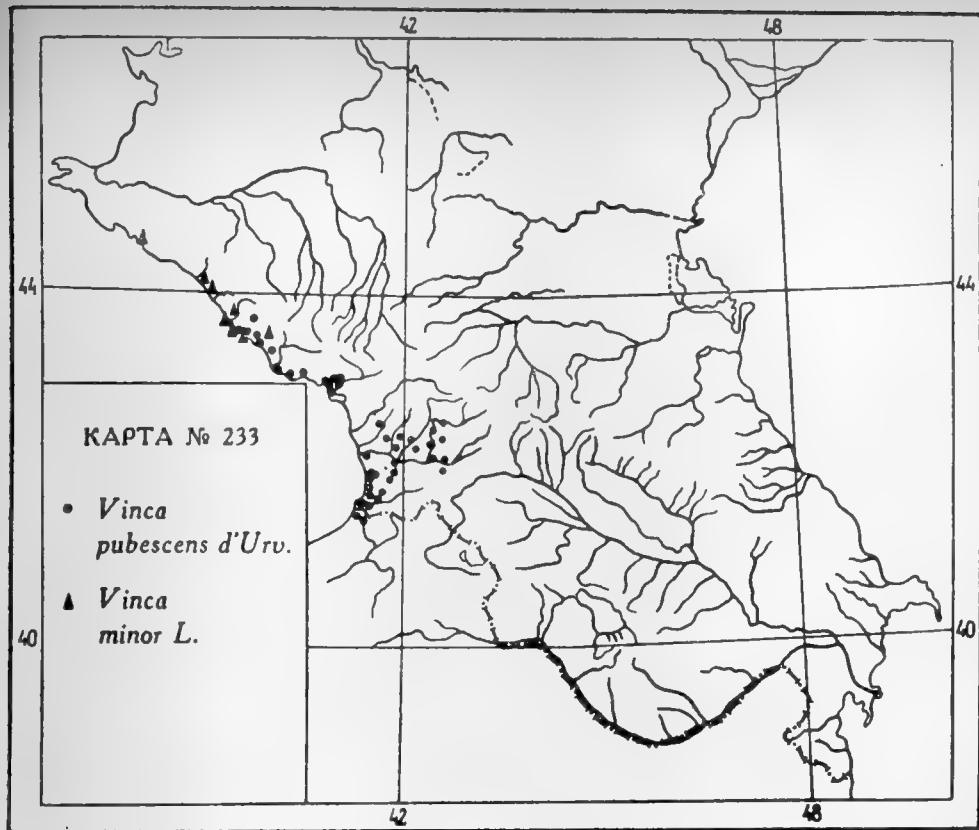 42 48
44 44
КАРТА № 233
Vinca
pubescens d'Urv.
Vinca
minor L.
40 40
42 48